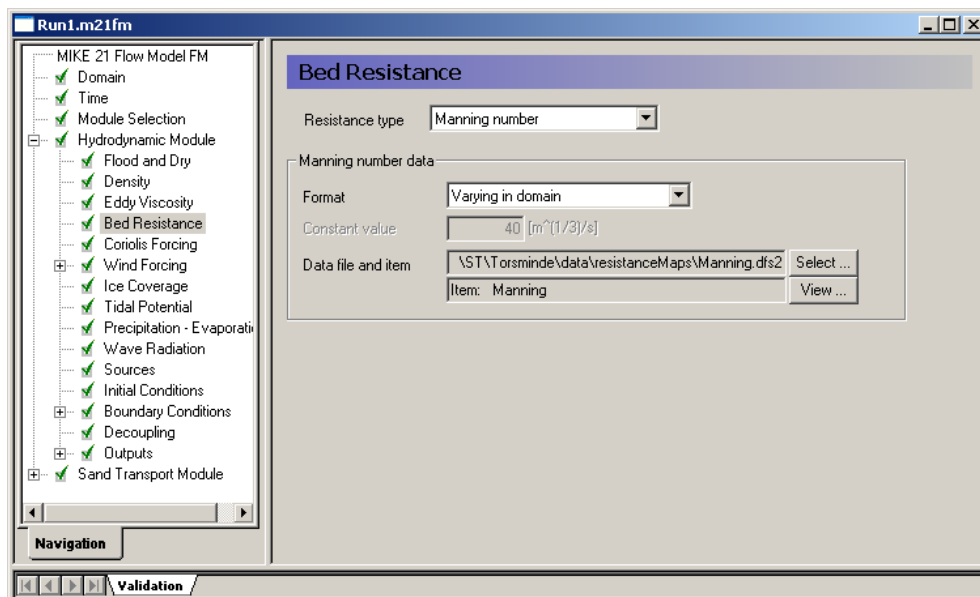 Run1.m21fm
MIKE 21 Flow Model FM
Domain
Time
Module Selection
Hydrodynamic Module
Flood and Dry
Density
Eddy Viscosity
Bed Resistance
Coriolis Forcing
Wind Forcing
Ice Coverage
Tidal Potential
Precipitation - Evaporati
Wave Radiation
Sources
Initial Conditions
Boundary Conditions
Decoupling
Outputs
Sand Transport Module
Navigation
Bed Resistance
Resistance type Manning number
Manning number data
Format Varying in domain
Constant value 40 [m^(1/3)/s]
Data file and item \ST\Torsminde\data\resistanceMaps\Manning.dfs2 Select ...
Item: Manning View ...
Validation